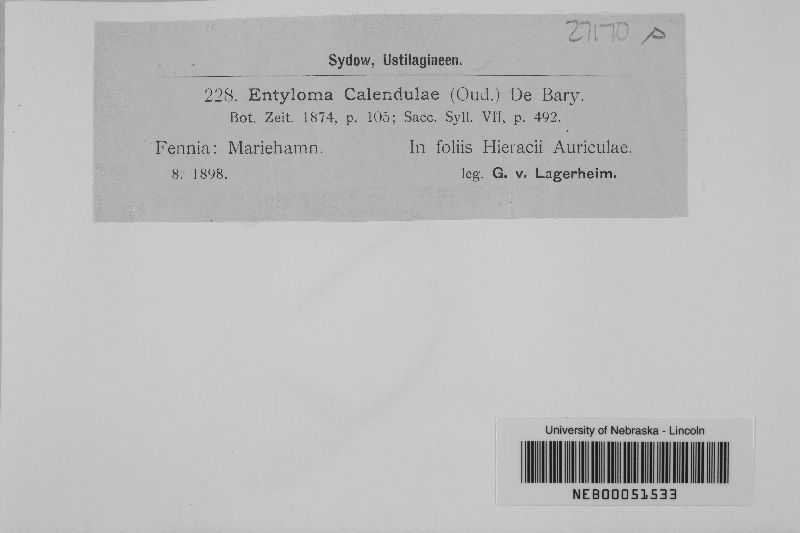 27170
Sydow, Ustilagineen.
228. Entyloma Calendulae (Oud.) De Bary.
Bot. Zeit. 1874, p. 105; Sacc. Syll. VII, p. 492.
Fennia: Mariehamn. In foliis Hieracii Auriculae.
8. 1898. leg. G. v. Lagerheim.
University of Nebraska - Lincoln
NEB00051533